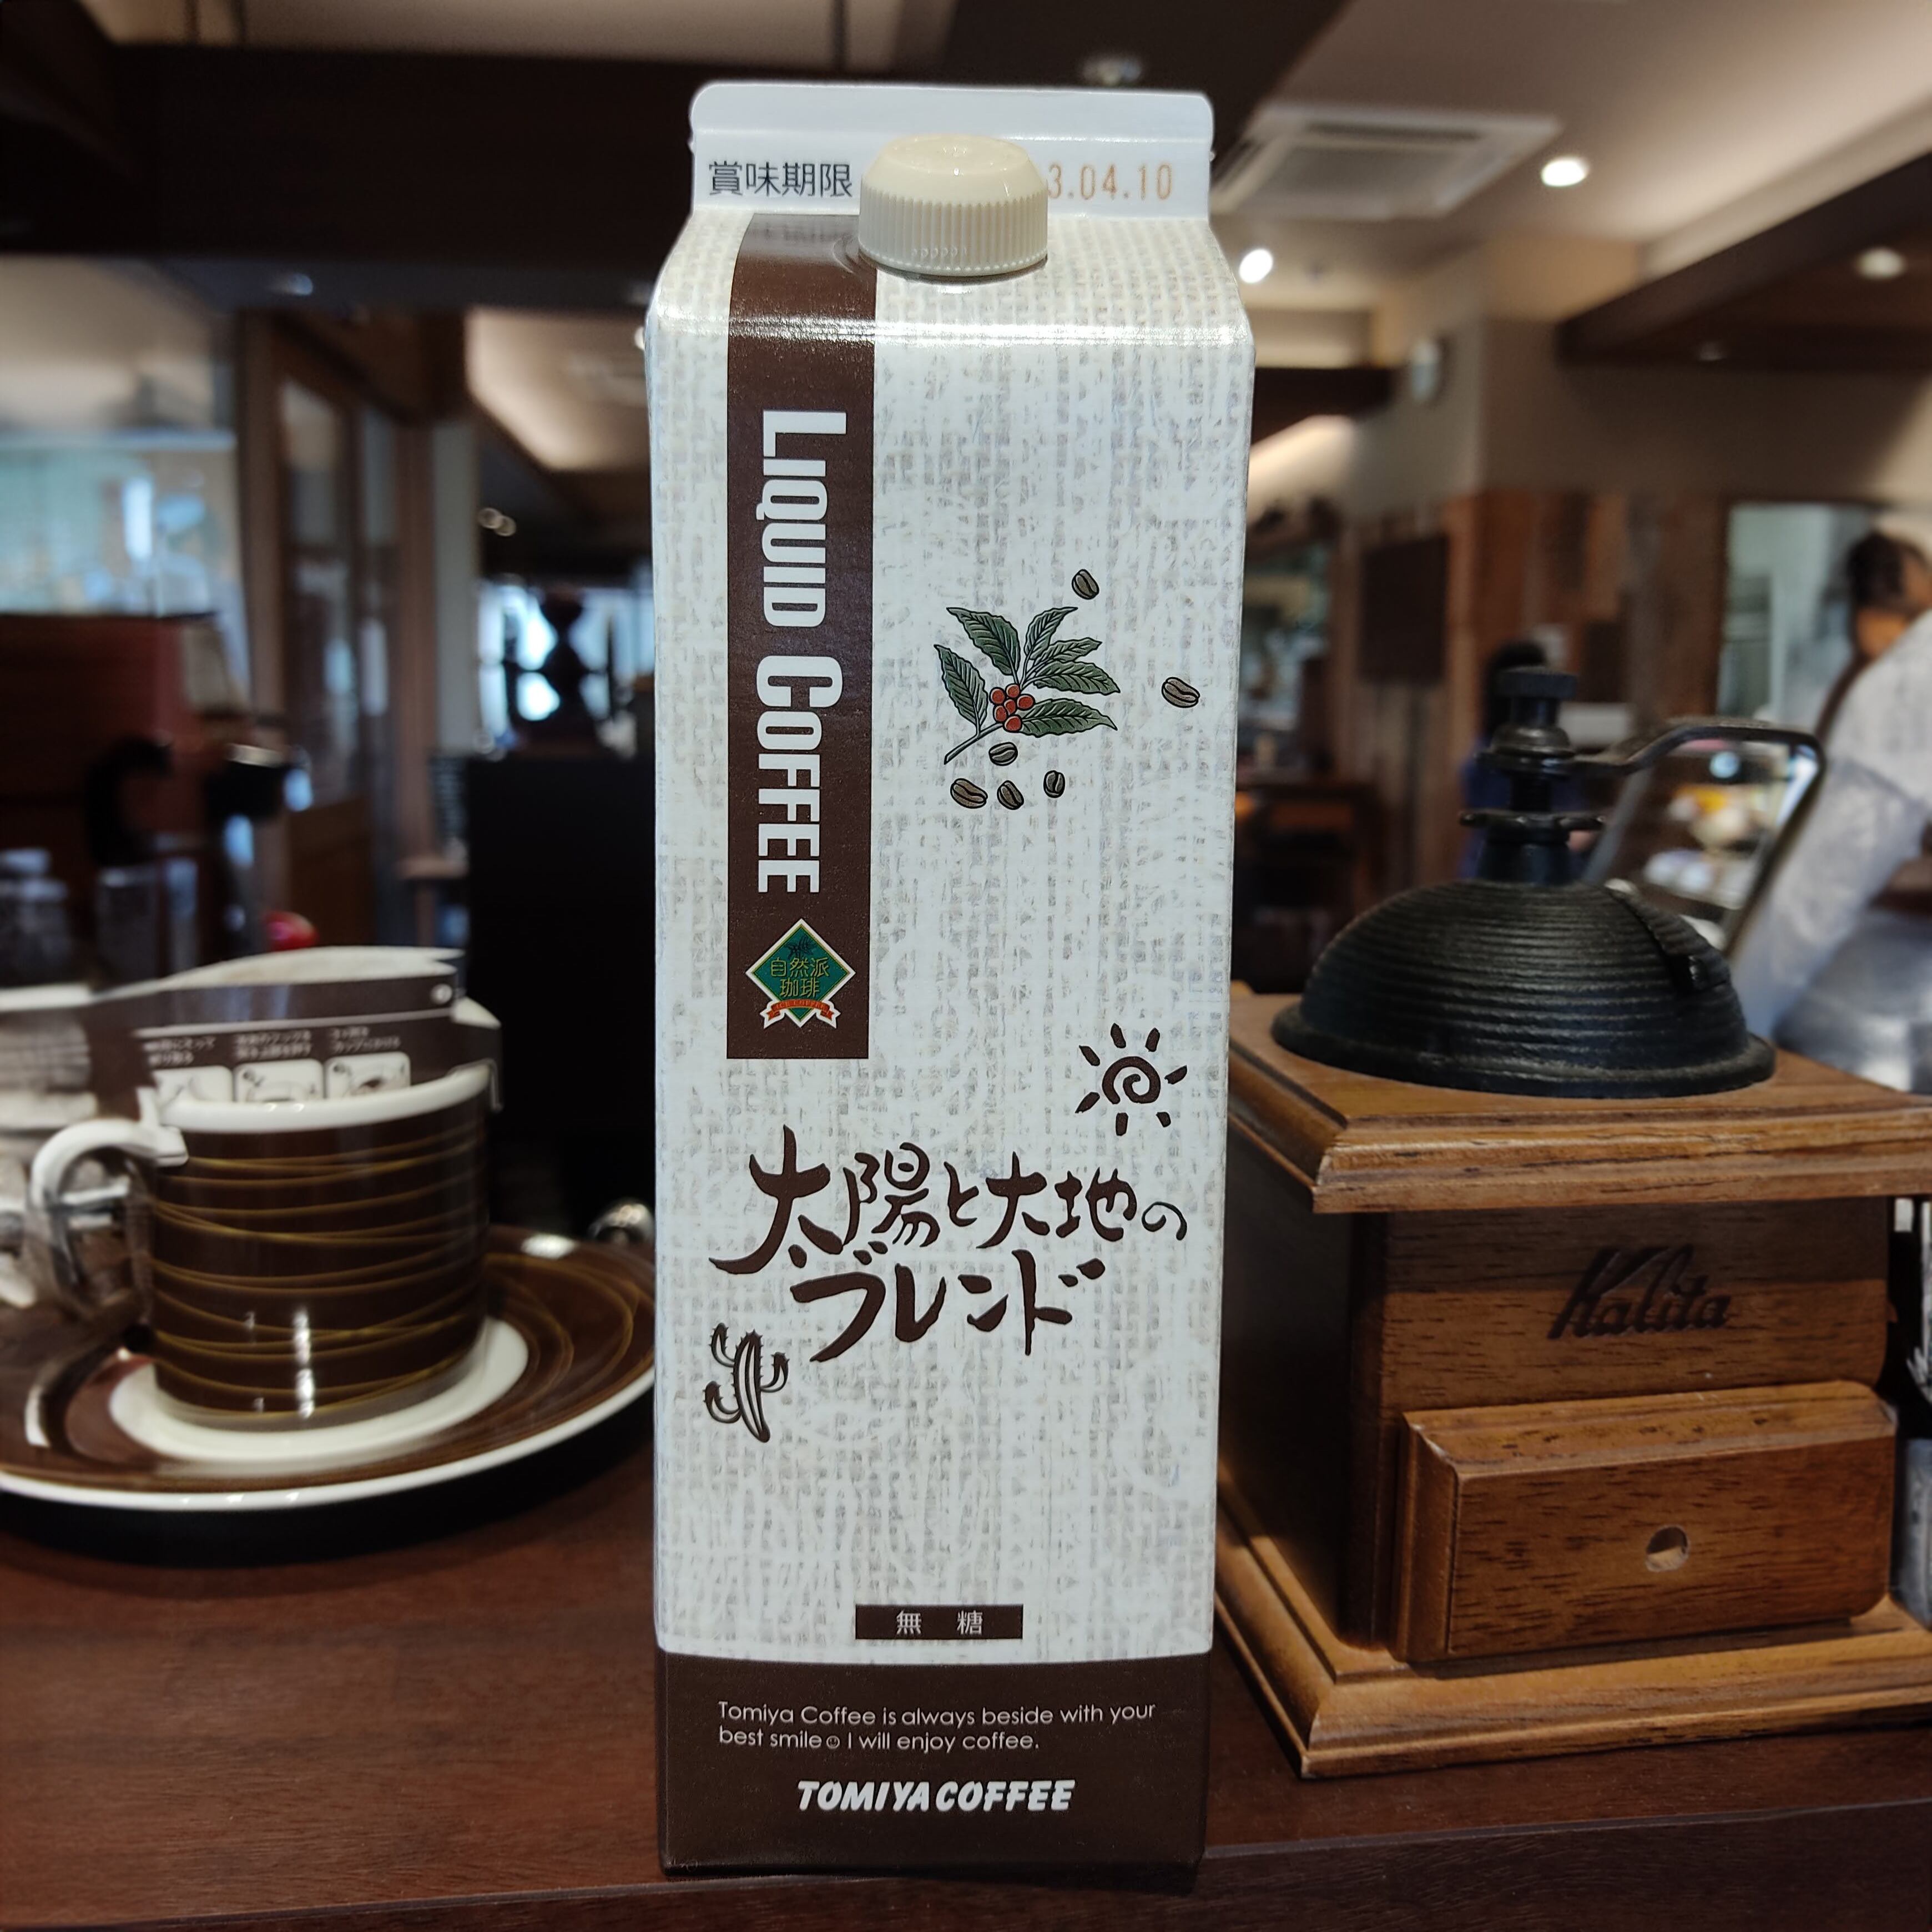 賞味期限
3.04.10
LIQUID COFFEE
自然派
珈琲
太陽と大地の
ブレンド
無 糖
Tomiya Coffee is always beside with your
best smile☺ I will enjoy coffee.
TOMIYA COFFEE
Kalita